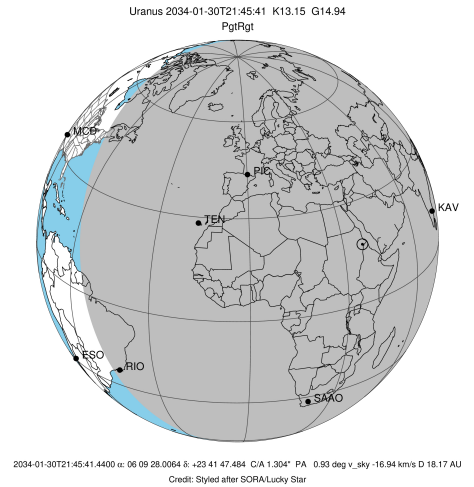 Uranus 2034-01-30T21:45:41 K13.15 G14.94
PgtRgt
MCD
PIC
KAV
TEN
ESO
RIO
SAAO
2034-01-30T21:45:41.4400 α: 06 09 28.0064 δ: +23 41 47.484 C/A 1.304" PA 0.93 deg v_sky -16.94 km/s D 18.17 AU
Credit: Styled after SORA/Lucky Star